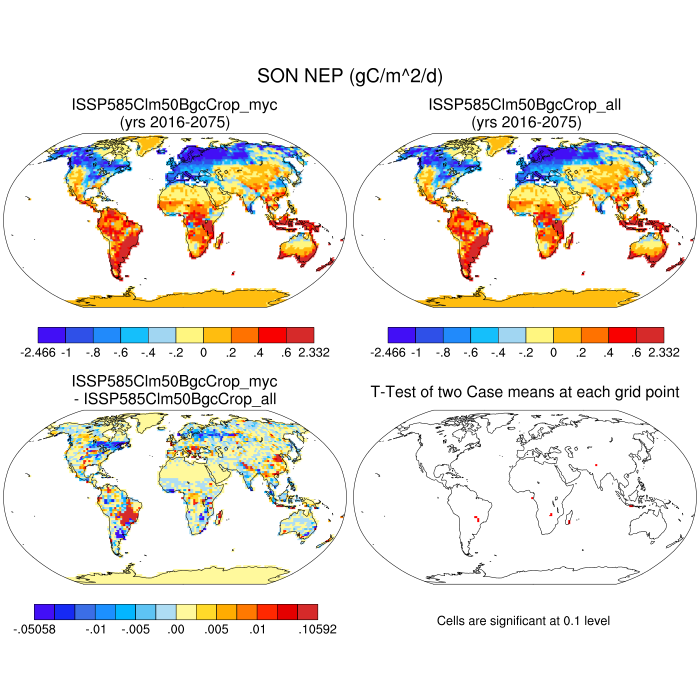 SON NEP (gC/m^2/d)
ISSP585Clm50BgcCrop_myc
(yrs 2016-2075)
ISSP585Clm50BgcCrop_all
(yrs 2016-2075)
-2.466 -1 -.8 -.6 -.4 -.2 0 .2 .4 .6 2.332
-2.466 -1 -.8 -.6 -.4 -.2 0 .2 .4 .6 2.332
ISSP585Clm50BgcCrop_myc
- ISSP585Clm50BgcCrop_all
T-Test of two Case means at each grid point
-.05058 -.01 -.005 .00 .005 .01 .10592
Cells are significant at 0.1 level